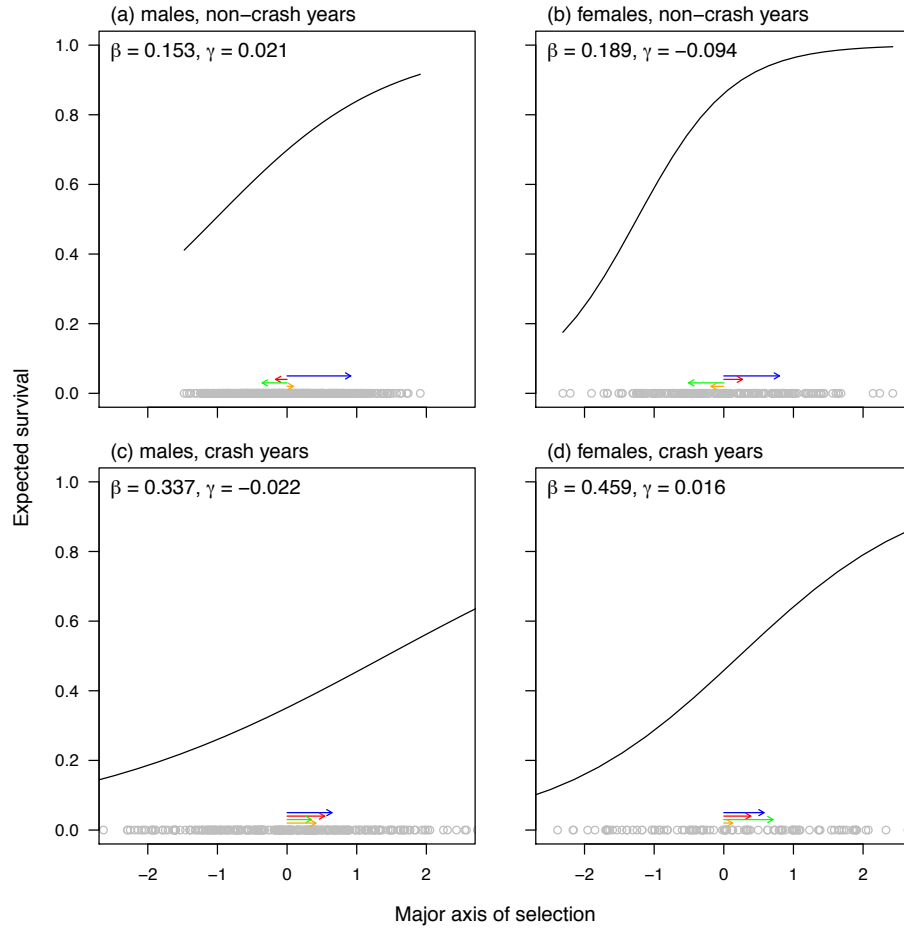 (a) males, non−crash years
(b) females, non−crash years
β = 0.153, γ = 0.021
β = 0.189, γ = −0.094
1.0
0.8
0.6
0.4
0.2
0.0
(c) males, crash years
(d) females, crash years
β = 0.337, γ = −0.022
β = 0.459, γ = 0.016
1.0
0.8
0.6
0.4
0.2
0.0
−2 −1 0 1 2
−2 −1 0 1 2
Expected survival
Major axis of selection